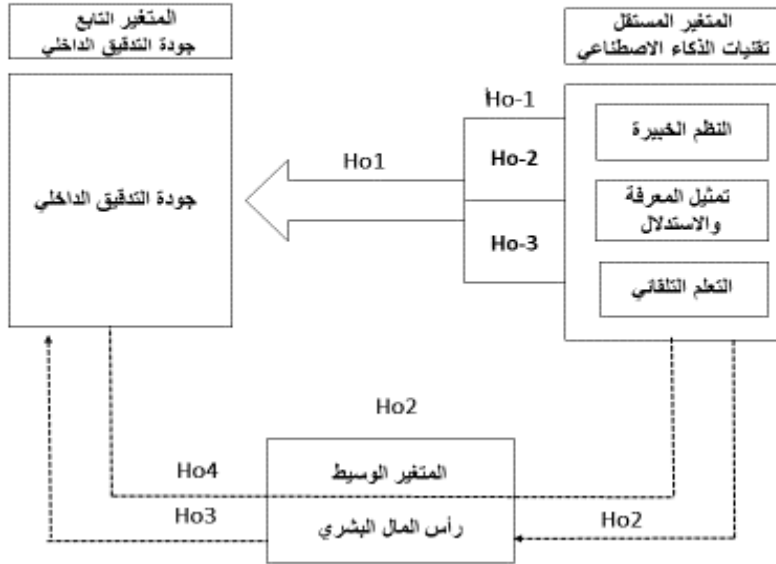 المتغير المستقل
تقنيات الذكاء الاصطناعي
المتغير التابع
جودة التدقيق الداخلي
النظم الخبيرة
تمثيل المعرفة
والاستدلال
التعلم التلقائي
Ho-1
Ho-2
Ho-3
Ho1
جودة التدقيق الداخلي
Ho2
المتغير الوسيط
رأس المال البشري
Ho2
Ho4
Ho3